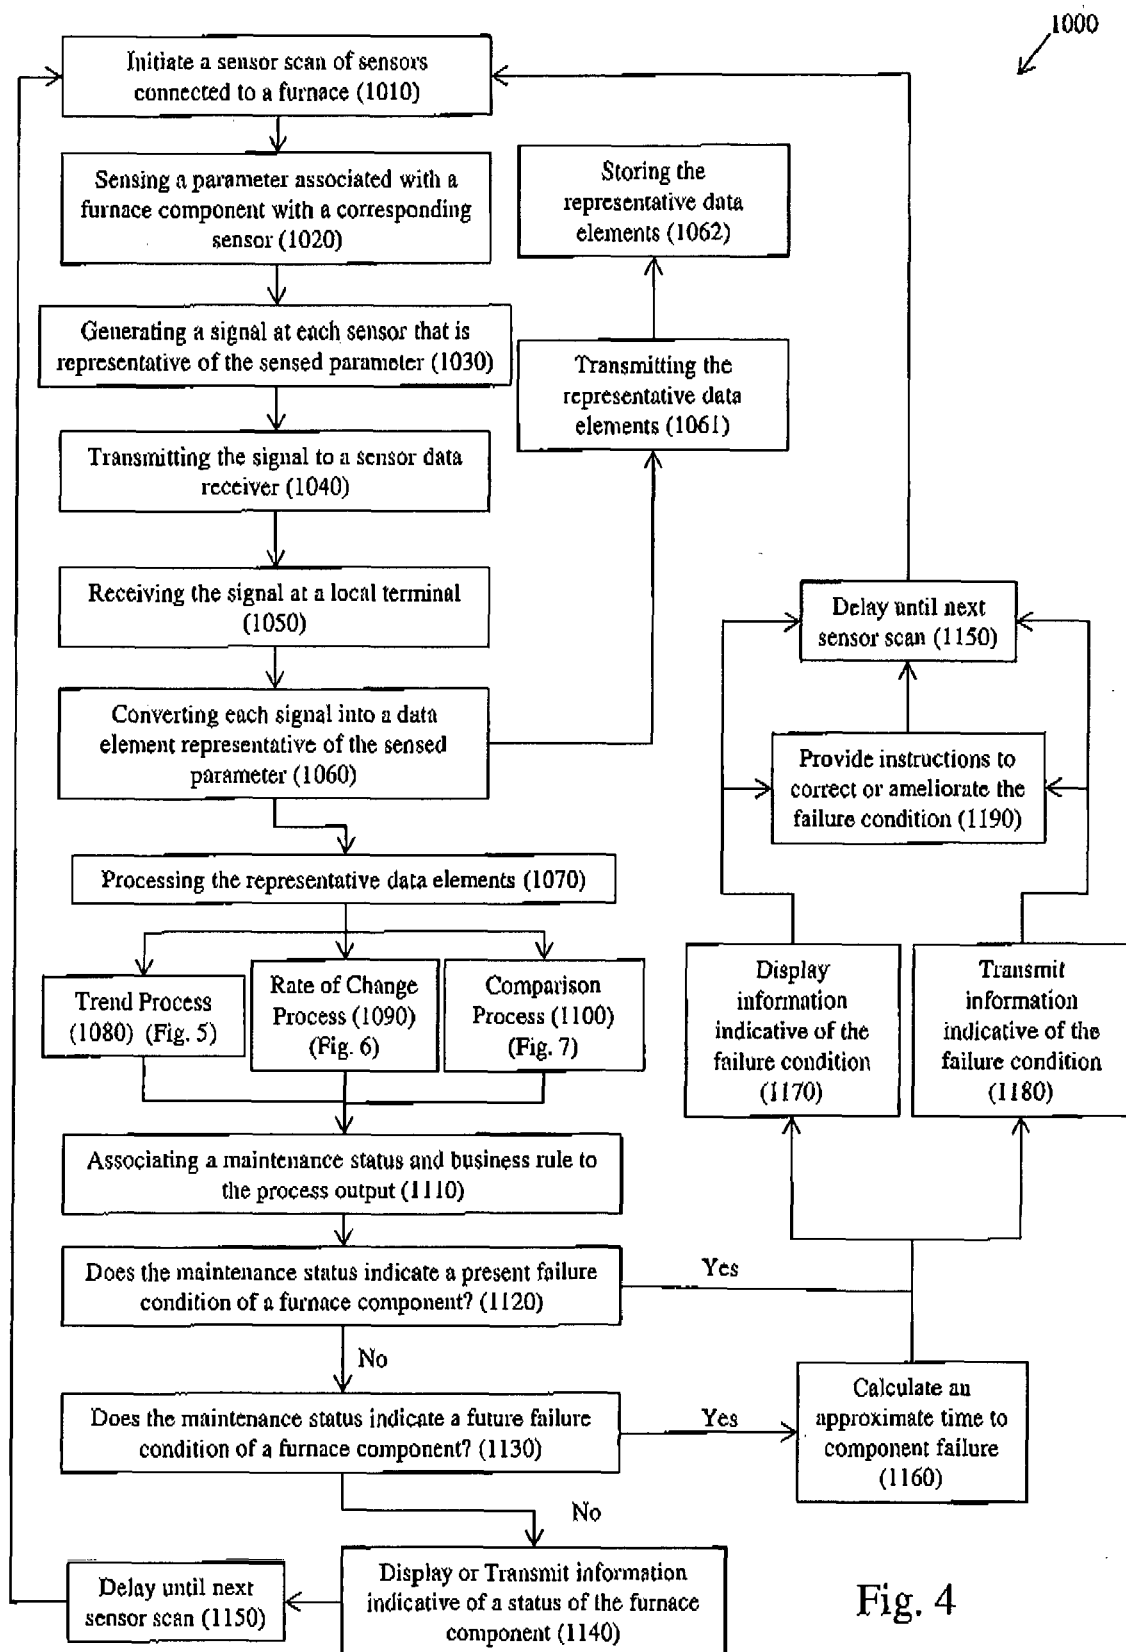 1000
Initiate a sensor scan of sensors
connected to a furnace (1010)
Sensing a parameter associated with a
furnace component with a corresponding
sensor (1020)
Generating a signal at each sensor that is
representative of the sensed parameter (1030)
Transmitting the signal to a sensor data
receiver (1040)
Receiving the signal at a local terminal
(1050)
Converting each signal into a data
element representative of the sensed
parameter (1060)
Storing the
representative data
elements (1062)
Transmitting the
representative data
elements (1061)
Processing the representative data elements (1070)
Trend Process
(1080) (Fig. 5)
Rate of Change
Process (1090)
(Fig. 6)
Comparison
Process (1100)
(Fig. 7)
Associating a maintenance status and business rule to
the process output (1110)
Does the maintenance status indicate a present failure
condition of a furnace component? (1120)
Yes
No
Does the maintenance status indicate a future failure
condition of a furnace component? (1130)
Yes
No
Calculate an
approximate time to
component failure
(1160)
Display
information
indicative of the
failure condition
(1170)
Transmit
information
indicative of the
failure condition
(1180)
Provide instructions to
correct or ameliorate the
failure condition (1190)
Delay until next
sensor scan (1150)
Display or Transmit information
indicative of a status of the furnace
component (1140)
Delay until next
sensor scan (1150)
Fig. 4